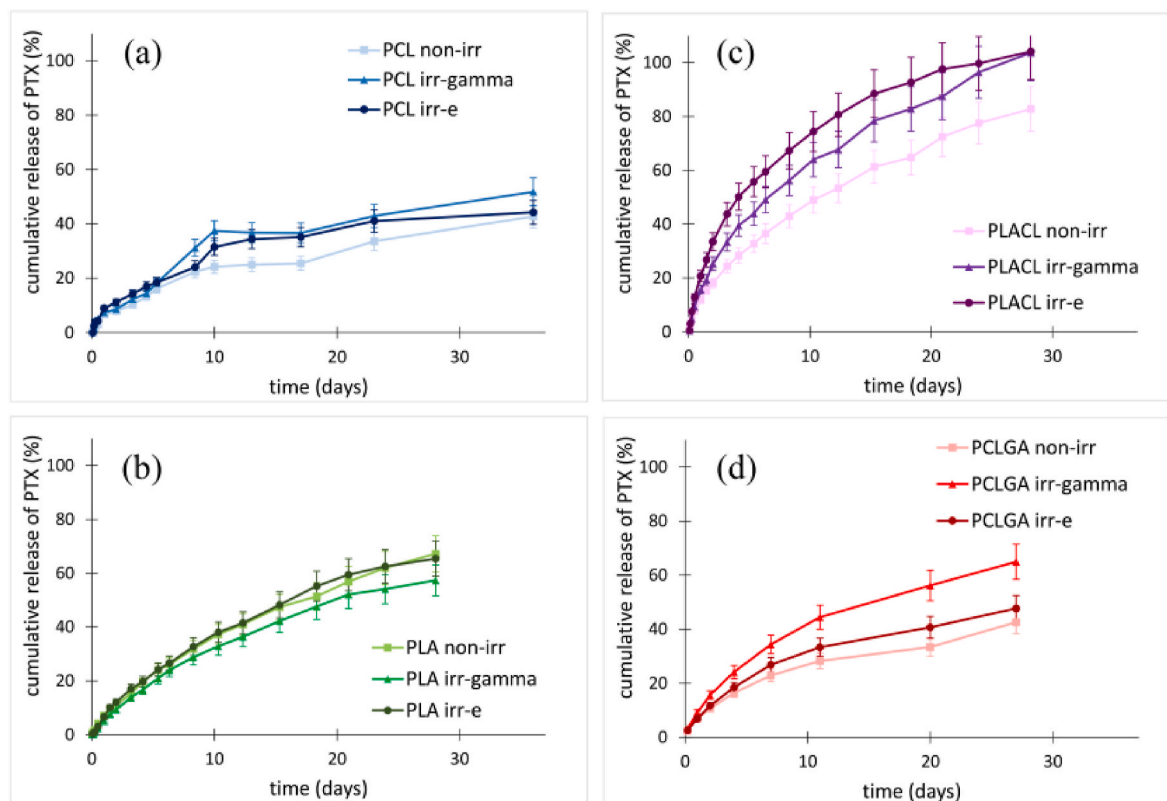 (a)
PCL non-irr
PCL irr-gamma
PCL irr-e
cumulative release of PTX (%)
100
80
60
40
20
0
0 10 20 30
time (days)
(c)
PLACL non-irr
PLACL irr-gamma
PLACL irr-e
cumulative release of PTX (%)
100
80
60
40
20
0
0 10 20 30
time (days)
(b)
PLA non-irr
PLA irr-gamma
PLA irr-e
cumulative release of PTX (%)
100
80
60
40
20
0
0 10 20 30
time (days)
(d)
PCLGA non-irr
PCLGA irr-gamma
PCLGA irr-e
cumulative release of PTX (%)
100
80
60
40
20
0
0 10 20 30
time (days)